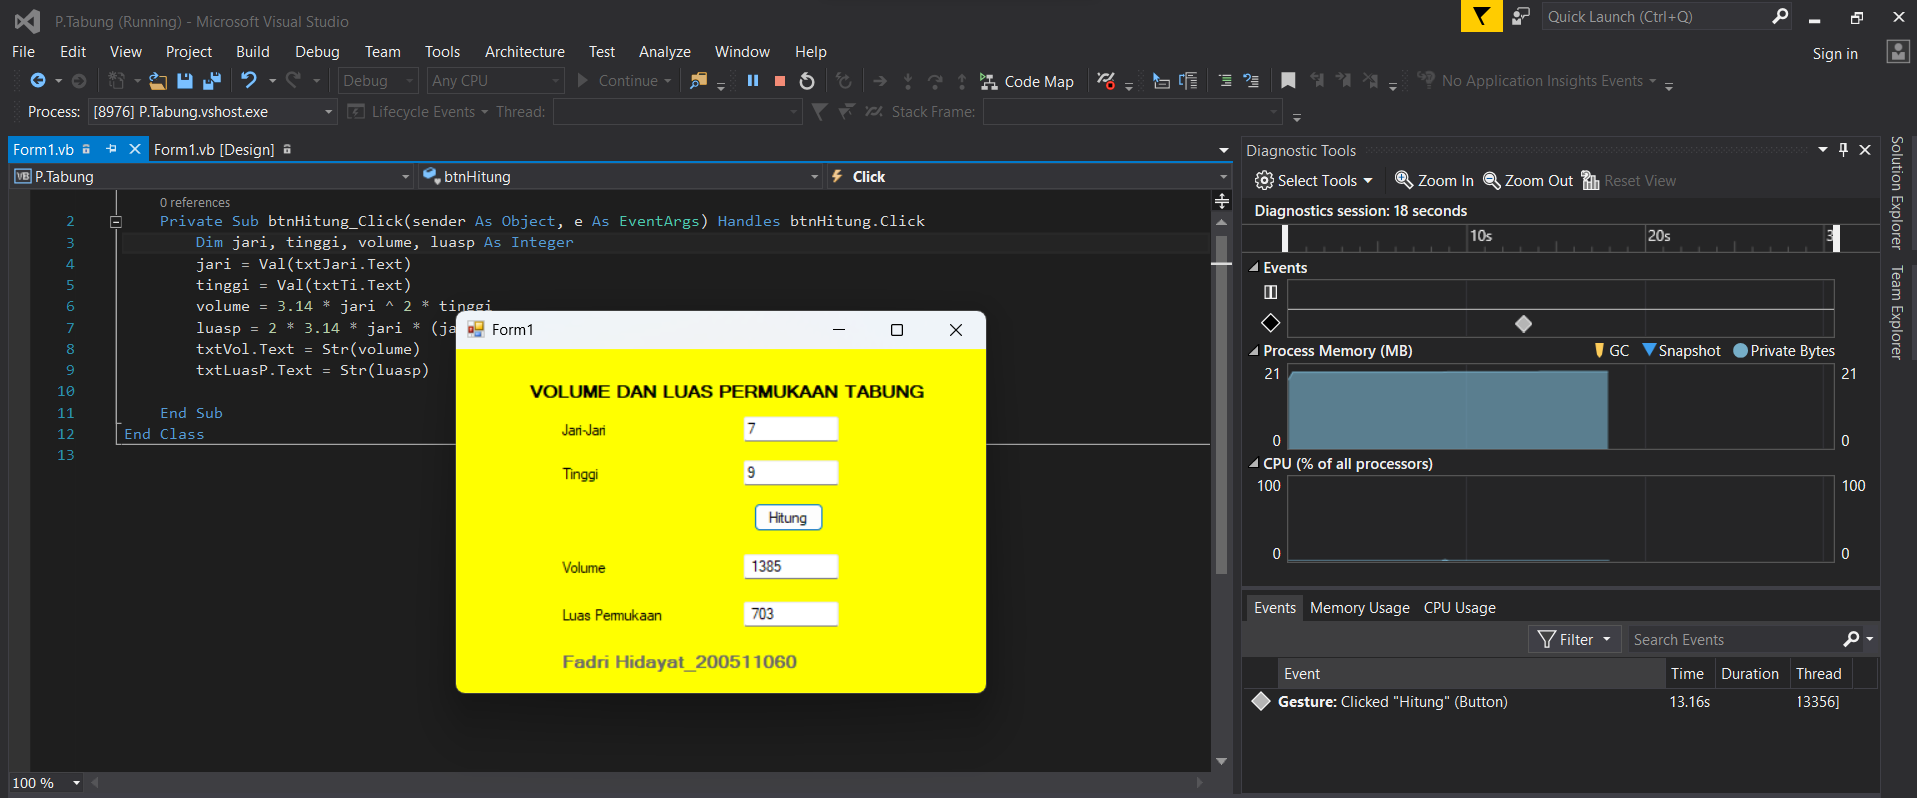 P.Tabung (Running) - Microsoft Visual Studio
Quick Launch (Ctrl+Q)
File Edit View Project Build Debug Team Tools Architecture Test Analyze Window Help
Sign in
Debug Any CPU Continue Code Map No Application Insights Events
Process: [8976] P.Tabung.vshost.exe Lifecycle Events Thread: Stack Frame:
Form1.vb Form1.vb [Design]
P.Tabung btnHitung Click
0 references
2 Private Sub btnHitung_Click(sender As Object, e As EventArgs) Handles btnHitung.Click
3 Dim jari, tinggi, volume, luasp As Integer
4 jari = Val(txtJari.Text)
5 tinggi = Val(txtTi.Text)
6 volume = 3.14 * jari ^ 2 * tinggi
7 luasp = 2 * 3.14 * jari * (ja
8 txtVol.Text = Str(volume)
9 txtLuasP.Text = Str(luasp)
10
11 End Sub
12 End Class
13
100 %
Form1
VOLUME DAN LUAS PERMUKAAN TABUNG
Jari-Jari 7
Tinggi 9
Hitung
Volume 1385
Luas Permukaan 703
Fadri Hidayat_200511060
Diagnostic Tools
Select Tools Zoom In Zoom Out Reset View
Diagnostics session: 18 seconds
10s 20s 3
Events
Process Memory (MB) GC Snapshot Private Bytes
21 21
0 0
CPU (% of all processors)
100 100
0 0
Events Memory Usage CPU Usage
Filter Search Events
Event Time Duration Thread
Gesture: Clicked "Hitung" (Button) 13.16s 13356]
Solution Explorer
Team Explorer